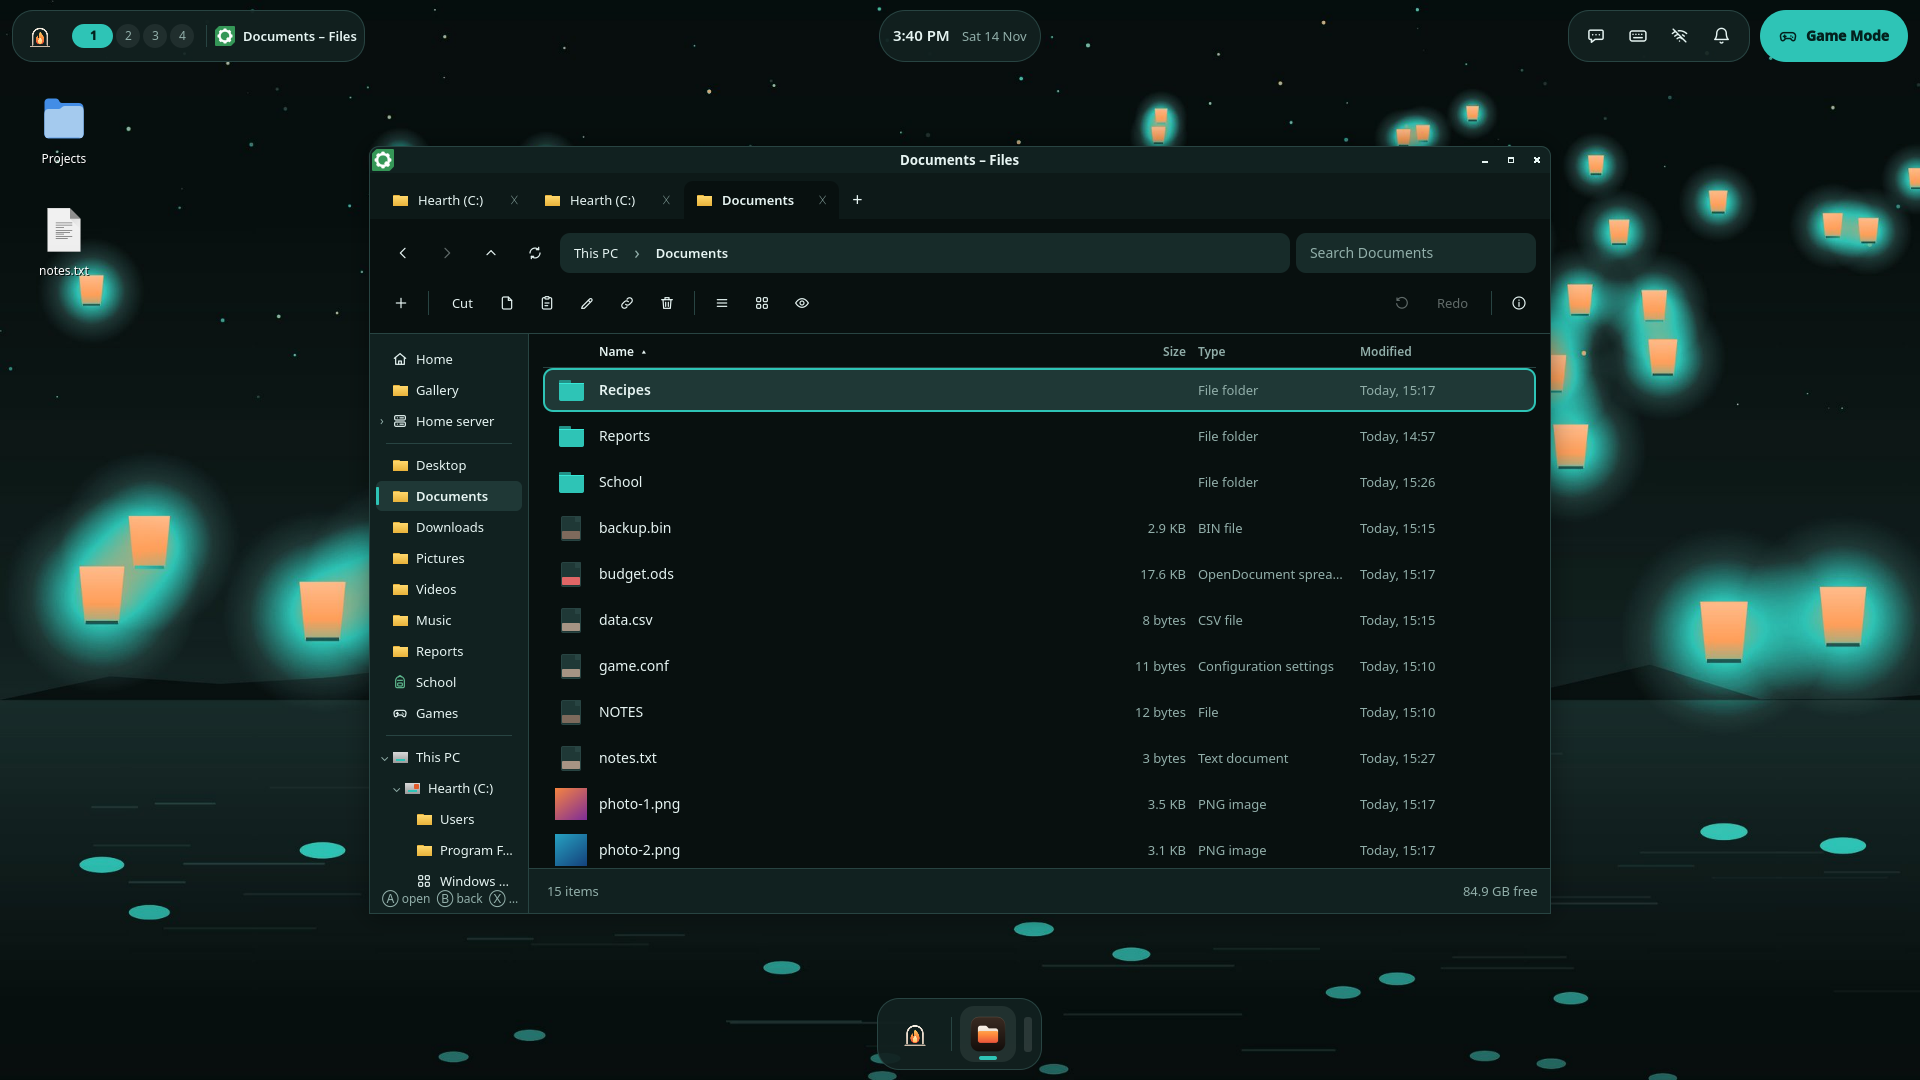 1 2 3 4 Documents – Files
3:40 PM Sat 14 Nov
Game Mode
Projects
notes.txt
Documents – Files
Hearth (C:) X Hearth (C:) X Documents X +
This PC › Documents
Search Documents
Cut
Redo
Home
Gallery
Home server
Desktop
Documents
Downloads
Pictures
Videos
Music
Reports
School
Games
This PC
Hearth (C:)
Users
Program F...
Windows ...
A open B back X ...
Name Size Type Modified
Recipes File folder Today, 15:17
Reports File folder Today, 14:57
School File folder Today, 15:26
backup.bin 2.9 KB BIN file Today, 15:15
budget.ods 17.6 KB OpenDocument sprea... Today, 15:17
data.csv 8 bytes CSV file Today, 15:15
game.conf 11 bytes Configuration settings Today, 15:10
NOTES 12 bytes File Today, 15:10
notes.txt 3 bytes Text document Today, 15:27
photo-1.png 3.5 KB PNG image Today, 15:17
photo-2.png 3.1 KB PNG image Today, 15:17
15 items 84.9 GB free